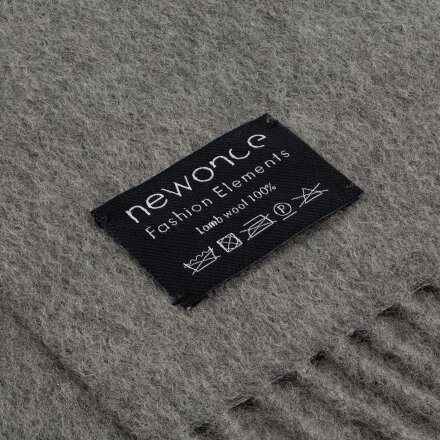 newonce
Fashion Elements
Lamb wool 100%
P